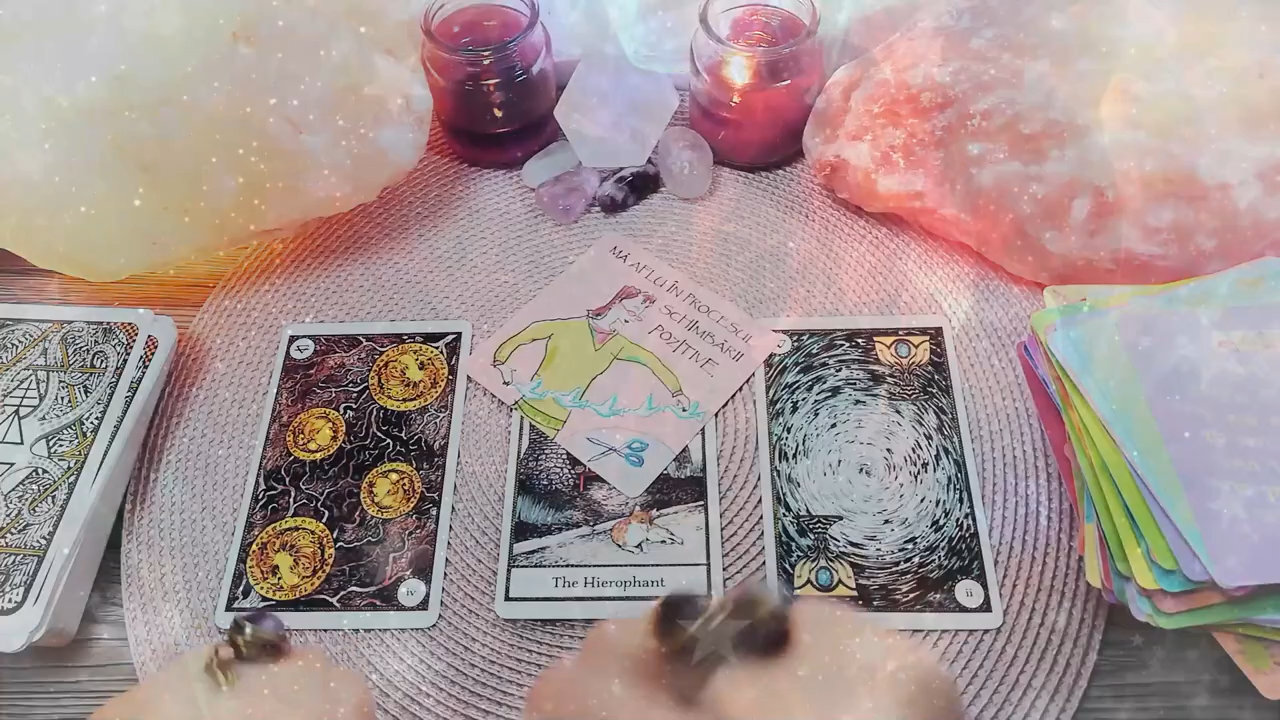 MĂ AFLU ÎN PROCESUL
SCHIMBĂRII
POZITIVE.
iv
The Hierophant
ii